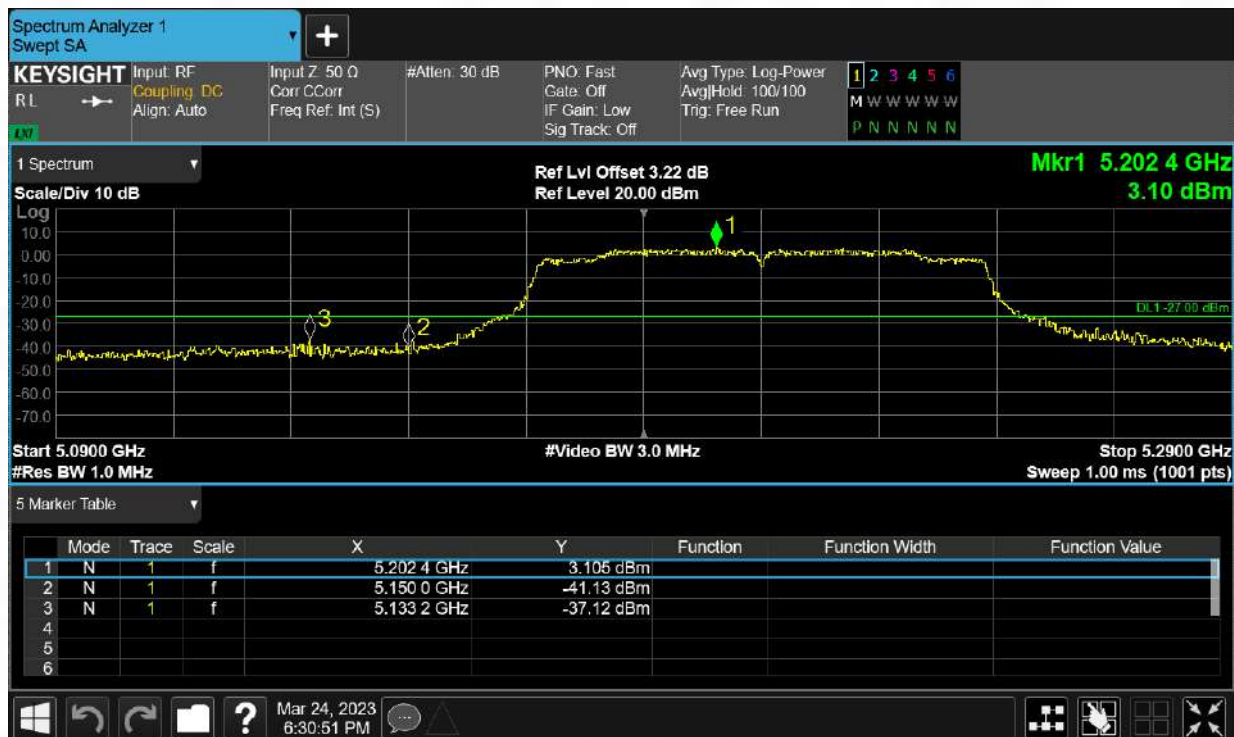 Spectrum Analyzer 1
Swept SA
+
KEYSIGHT
RL
LXI
Input: RF
Coupling: DC
Align: Auto
Input Z: 50 Ω
Corr CCorr
Freq Ref: Int (S)
#Atten: 30 dB
PNO: Fast
Gate: Off
IF Gain: Low
Sig Track: Off
Avg Type: Log-Power
Avg|Hold: 100/100
Trig: Free Run
1 2 3 4 5 6
M W W W W W
P N N N N N
1 Spectrum
Scale/Div 10 dB
Ref Lvl Offset 3.22 dB
Ref Level 20.00 dBm
Mkr1 5.202 4 GHz
3.10 dBm
Log
10.0
0.00
-10.0
-20.0
-30.0
-40.0
-50.0
-60.0
-70.0
1
2
3
DL1 -27.00 dBm
Start 5.0900 GHz
#Video BW 3.0 MHz
Stop 5.2900 GHz
#Res BW 1.0 MHz
Sweep 1.00 ms (1001 pts)
5 Marker Table
Mode Trace Scale X Y Function Function Width Function Value
1 N 1 f 5.202 4 GHz 3.105 dBm
2 N 1 f 5.150 0 GHz -41.13 dBm
3 N 1 f 5.133 2 GHz -37.12 dBm
4
5
6
?
Mar 24, 2023
6:30:51 PM